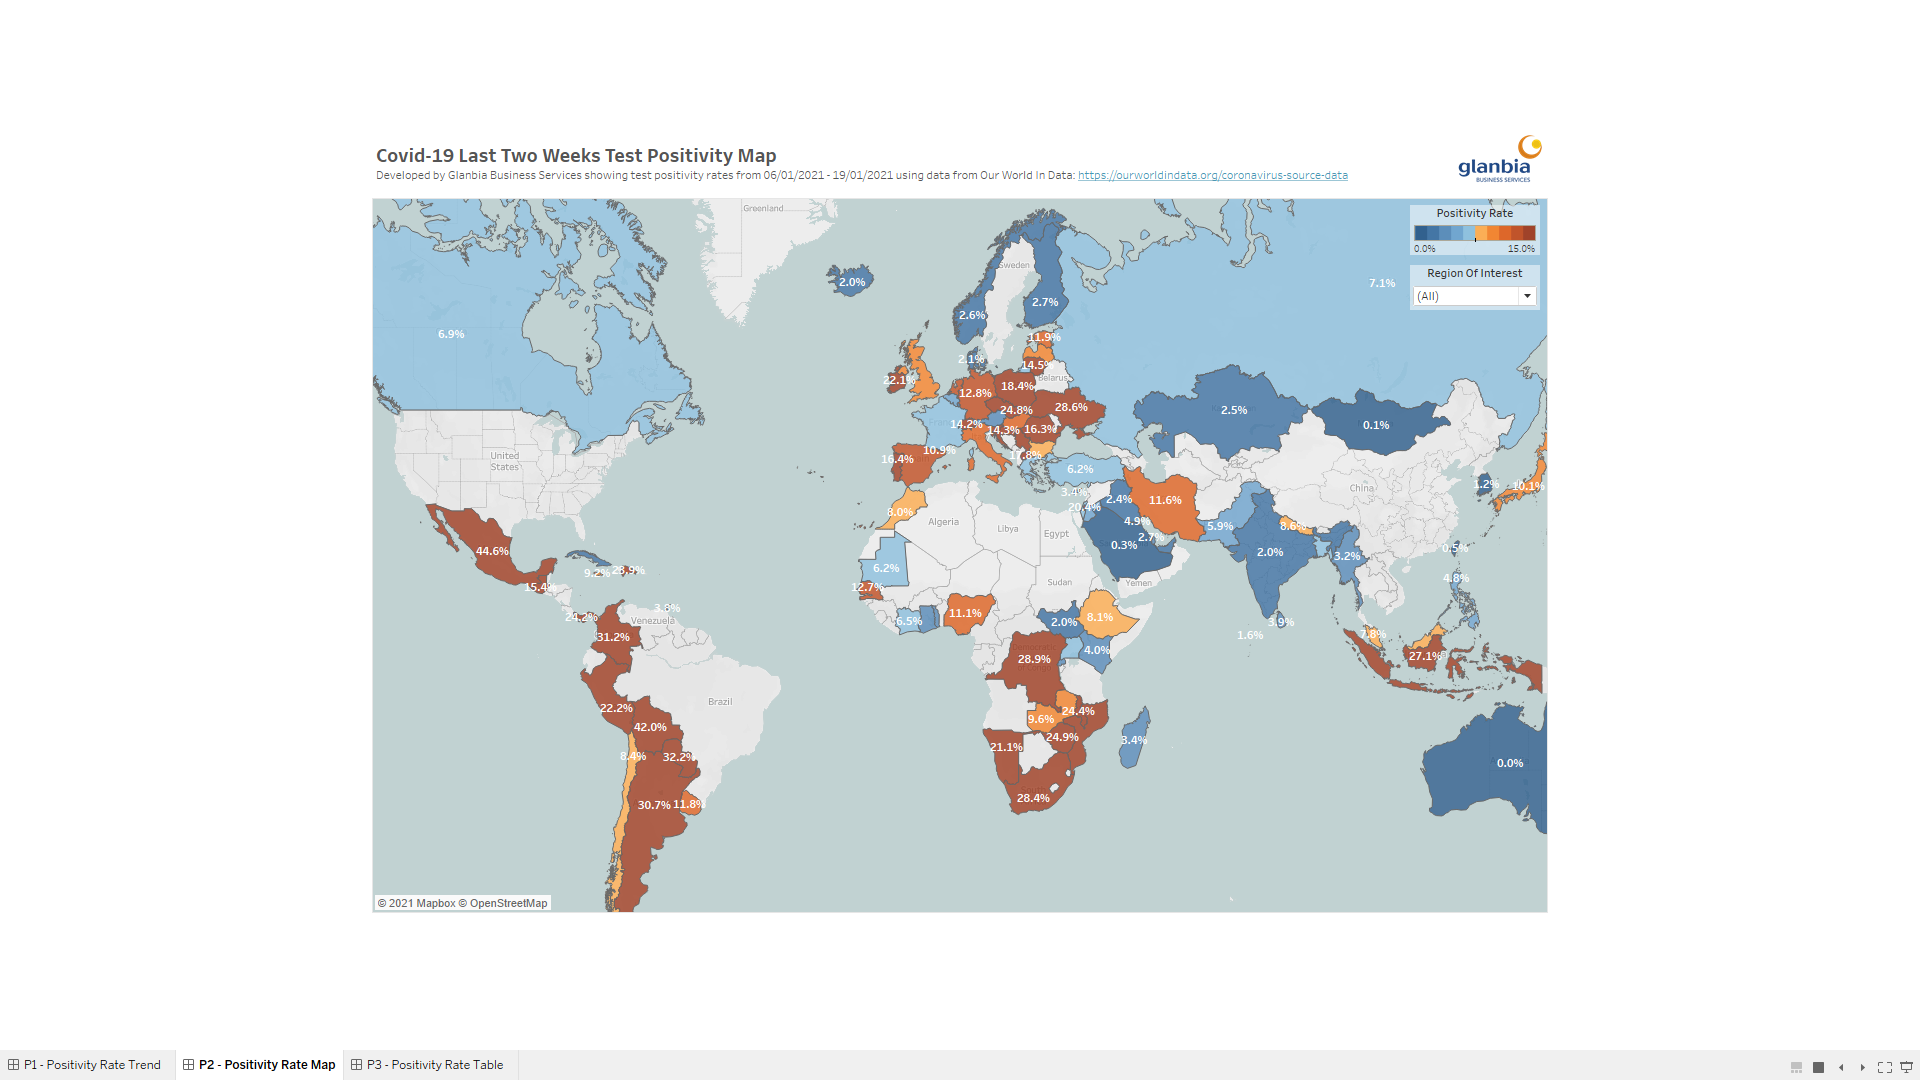 Covid-19 Last Two Weeks Test Positivity Map
Developed by Glanbia Business Services showing test positivity rates from 06/01/2021 - 19/01/2021 using data from Our World In Data: https://ourworldindata.org/coronavirus-source-data
glanbia
BUSINESS SERVICES
Greenland
Positivity Rate
0.0% 15.0%
Region Of Interest
(All)
Sweden
2.0%
7.1%
2.7%
2.6%
6.9%
11.9%
2.1%
14.5%
Belarus
22.1%
12.8%
18.4%
24.8%
28.6%
2.5%
0.1%
14.2%
14.3%
16.3%
United
States
10.9%
16.4%
6.2%
1.2%
10.1%
China
3.4%
2.4%
11.6%
20.4%
8.0%
Algeria
Libya
Egypt
4.9%
5.9%
8.6%
2.7%
0.3%
44.6%
2.0%
3.2%
0.5%
6.2%
9.2%
4.8%
Sudan
Yemen
15.4%
12.7%
3.8%
24.2%
Venezuela
6.5%
11.1%
2.0%
8.1%
3.9%
31.2%
1.6%
7.8%
28.9%
4.0%
27.1%
Brazil
22.2%
24.4%
9.6%
42.0%
24.9%
3.4%
21.1%
8.4%
32.2%
0.0%
28.4%
30.7%
11.8%
© 2021 Mapbox © OpenStreetMap
P1 - Positivity Rate Trend
P2 - Positivity Rate Map
P3 - Positivity Rate Table